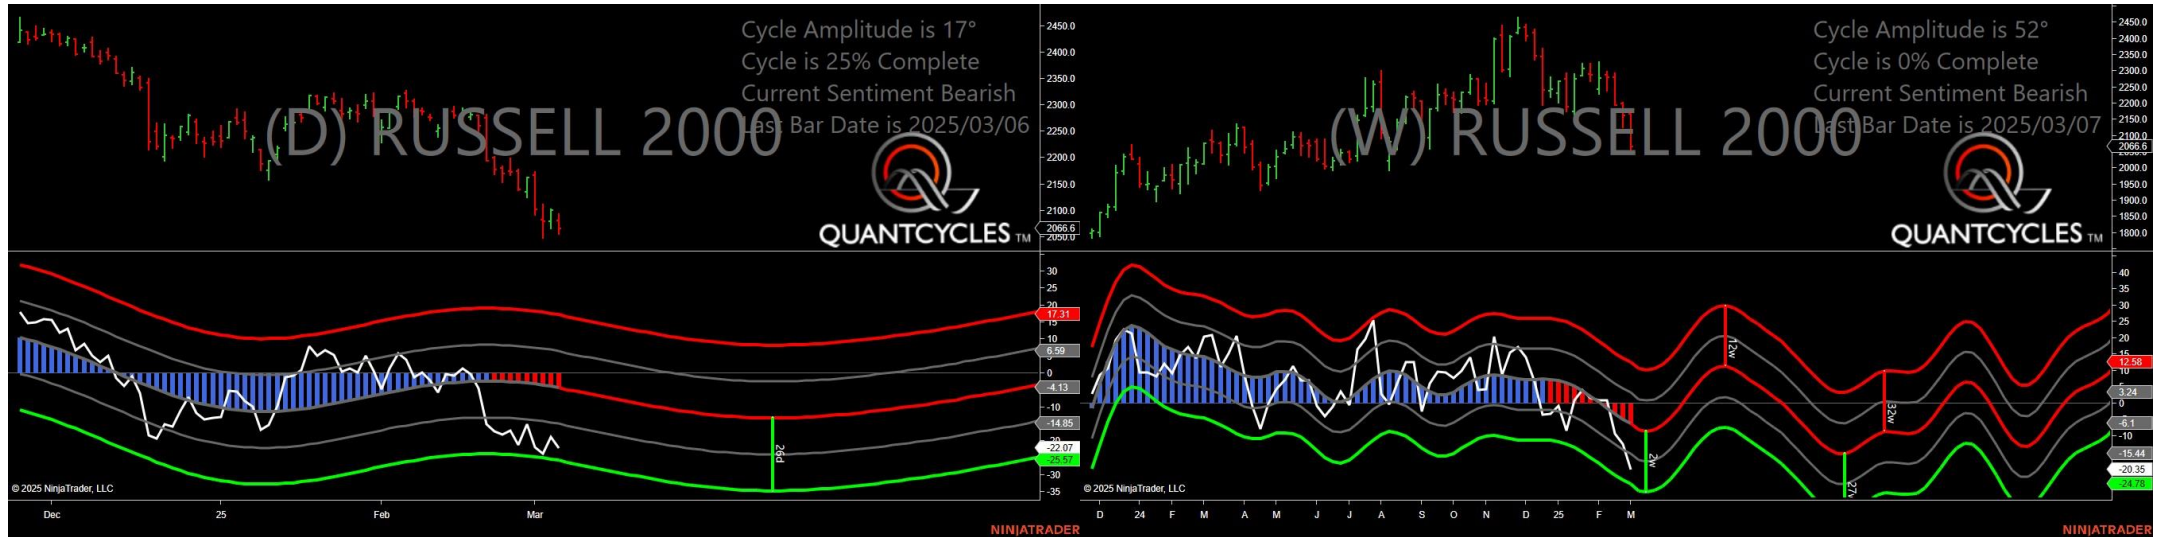 Cycle Amplitude is 17°
Cycle is 25% Complete
Current Sentiment Bearish
Last Bar Date is 2025/03/06
(D) RUSSELL 2000
QUANTCYCLES TM
2450.0
2400.0
2350.0
2300.0
2250.0
2200.0
2150.0
2100.0
2066.6
2050.0
30
25
20
17.31
15
10
6.59
5
0
-4.13
-10
-14.85
-20
-22.07
-25.57
-30
-35
26d
© 2025 NinjaTrader, LLC
Dec 25 Feb Mar
NINJATRADER
Cycle Amplitude is 52°
Cycle is 0% Complete
Current Sentiment Bearish
Last Bar Date is 2025/03/07
(W) RUSSELL 2000
QUANTCYCLES TM
2450.0
2400.0
2350.0
2300.0
2250.0
2200.0
2150.0
2100.0
2066.6
2000.0
1950.0
1900.0
1850.0
1800.0
40
35
30
25
20
15
12.58
10
3.24
0
-6.1
-10
-15.44
-20.35
-24.78
2w
12w
27w
32w
© 2025 NinjaTrader, LLC
D 24 F M A M J J A S O N D 25 F M
NINJATRADER